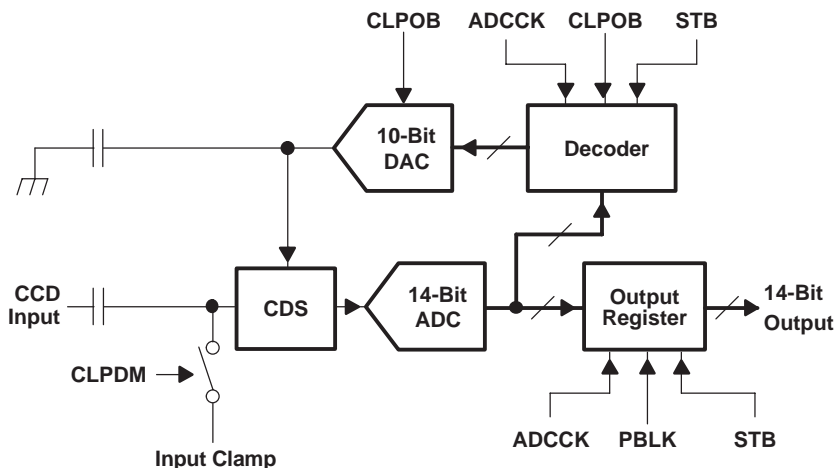 CLPOB
ADCCK
CLPOB
STB
10-Bit
DAC
Decoder
CCD
Input
CDS
14-Bit
ADC
Output
Register
14-Bit
Output
CLPDM
Input Clamp
ADCCK
PBLK
STB